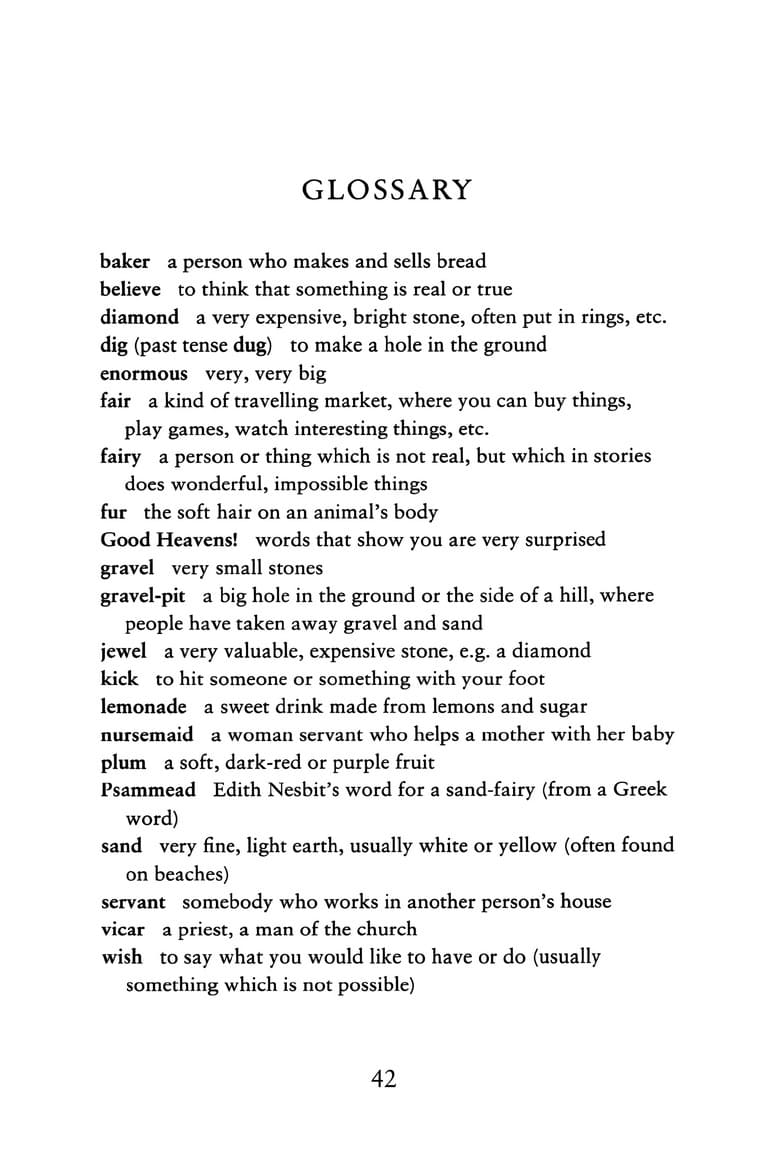 GLOSSARY
baker a person who makes and sells bread
believe to think that something is real or true
diamond a very expensive, bright stone, often put in rings, etc.
dig (past tense dug) to make a hole in the ground
enormous very, very big
fair a kind of travelling market, where you can buy things,
play games, watch interesting things, etc.
fairy a person or thing which is not real, but which in stories
does wonderful, impossible things
fur the soft hair on an animal's body
Good Heavens! words that show you are very surprised
gravel very small stones
gravel-pit a big hole in the ground or the side of a hill, where
people have taken away gravel and sand
jewel a very valuable, expensive stone, e.g. a diamond
kick to hit someone or something with your foot
lemonade a sweet drink made from lemons and sugar
nursemaid a woman servant who helps a mother with her baby
plum a soft, dark-red or purple fruit
Psammead Edith Nesbit's word for a sand-fairy (from a Greek
word)
sand very fine, light earth, usually white or yellow (often found
on beaches)
servant somebody who works in another person's house
vicar a priest, a man of the church
wish to say what you would like to have or do (usually
something which is not possible)
42